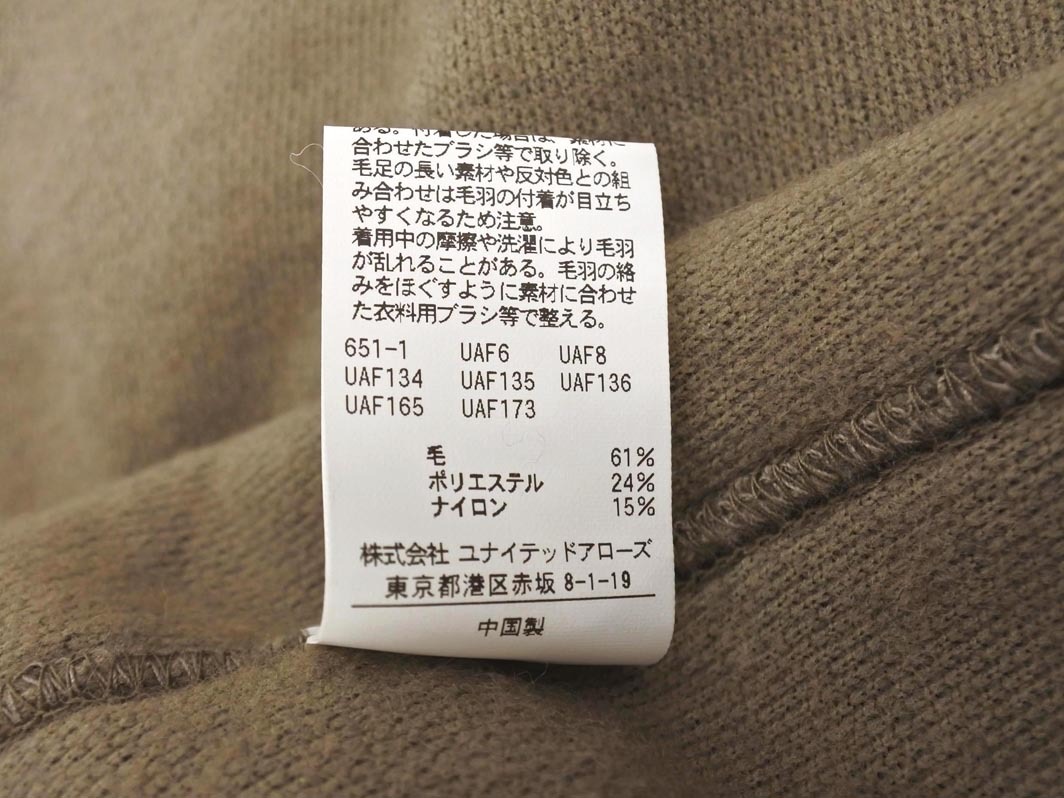 ある。付着した場合は、素材に
合わせたブラシ等で取り除く。
毛足の長い素材や反対色との組
み合わせは毛羽の付着が目立ち
やすくなるため注意。
着用中の摩擦や洗濯により毛羽
が乱れることがある。毛羽の絡
みをほぐすように素材に合わせ
た衣料用ブラシ等で整える。
651-1 UAF6 UAF8
UAF134 UAF135 UAF136
UAF165 UAF173
毛 61%
ポリエステル 24%
ナイロン 15%
株式会社 ユナイテッドアローズ
東京都港区赤坂 8-1-19
中国製